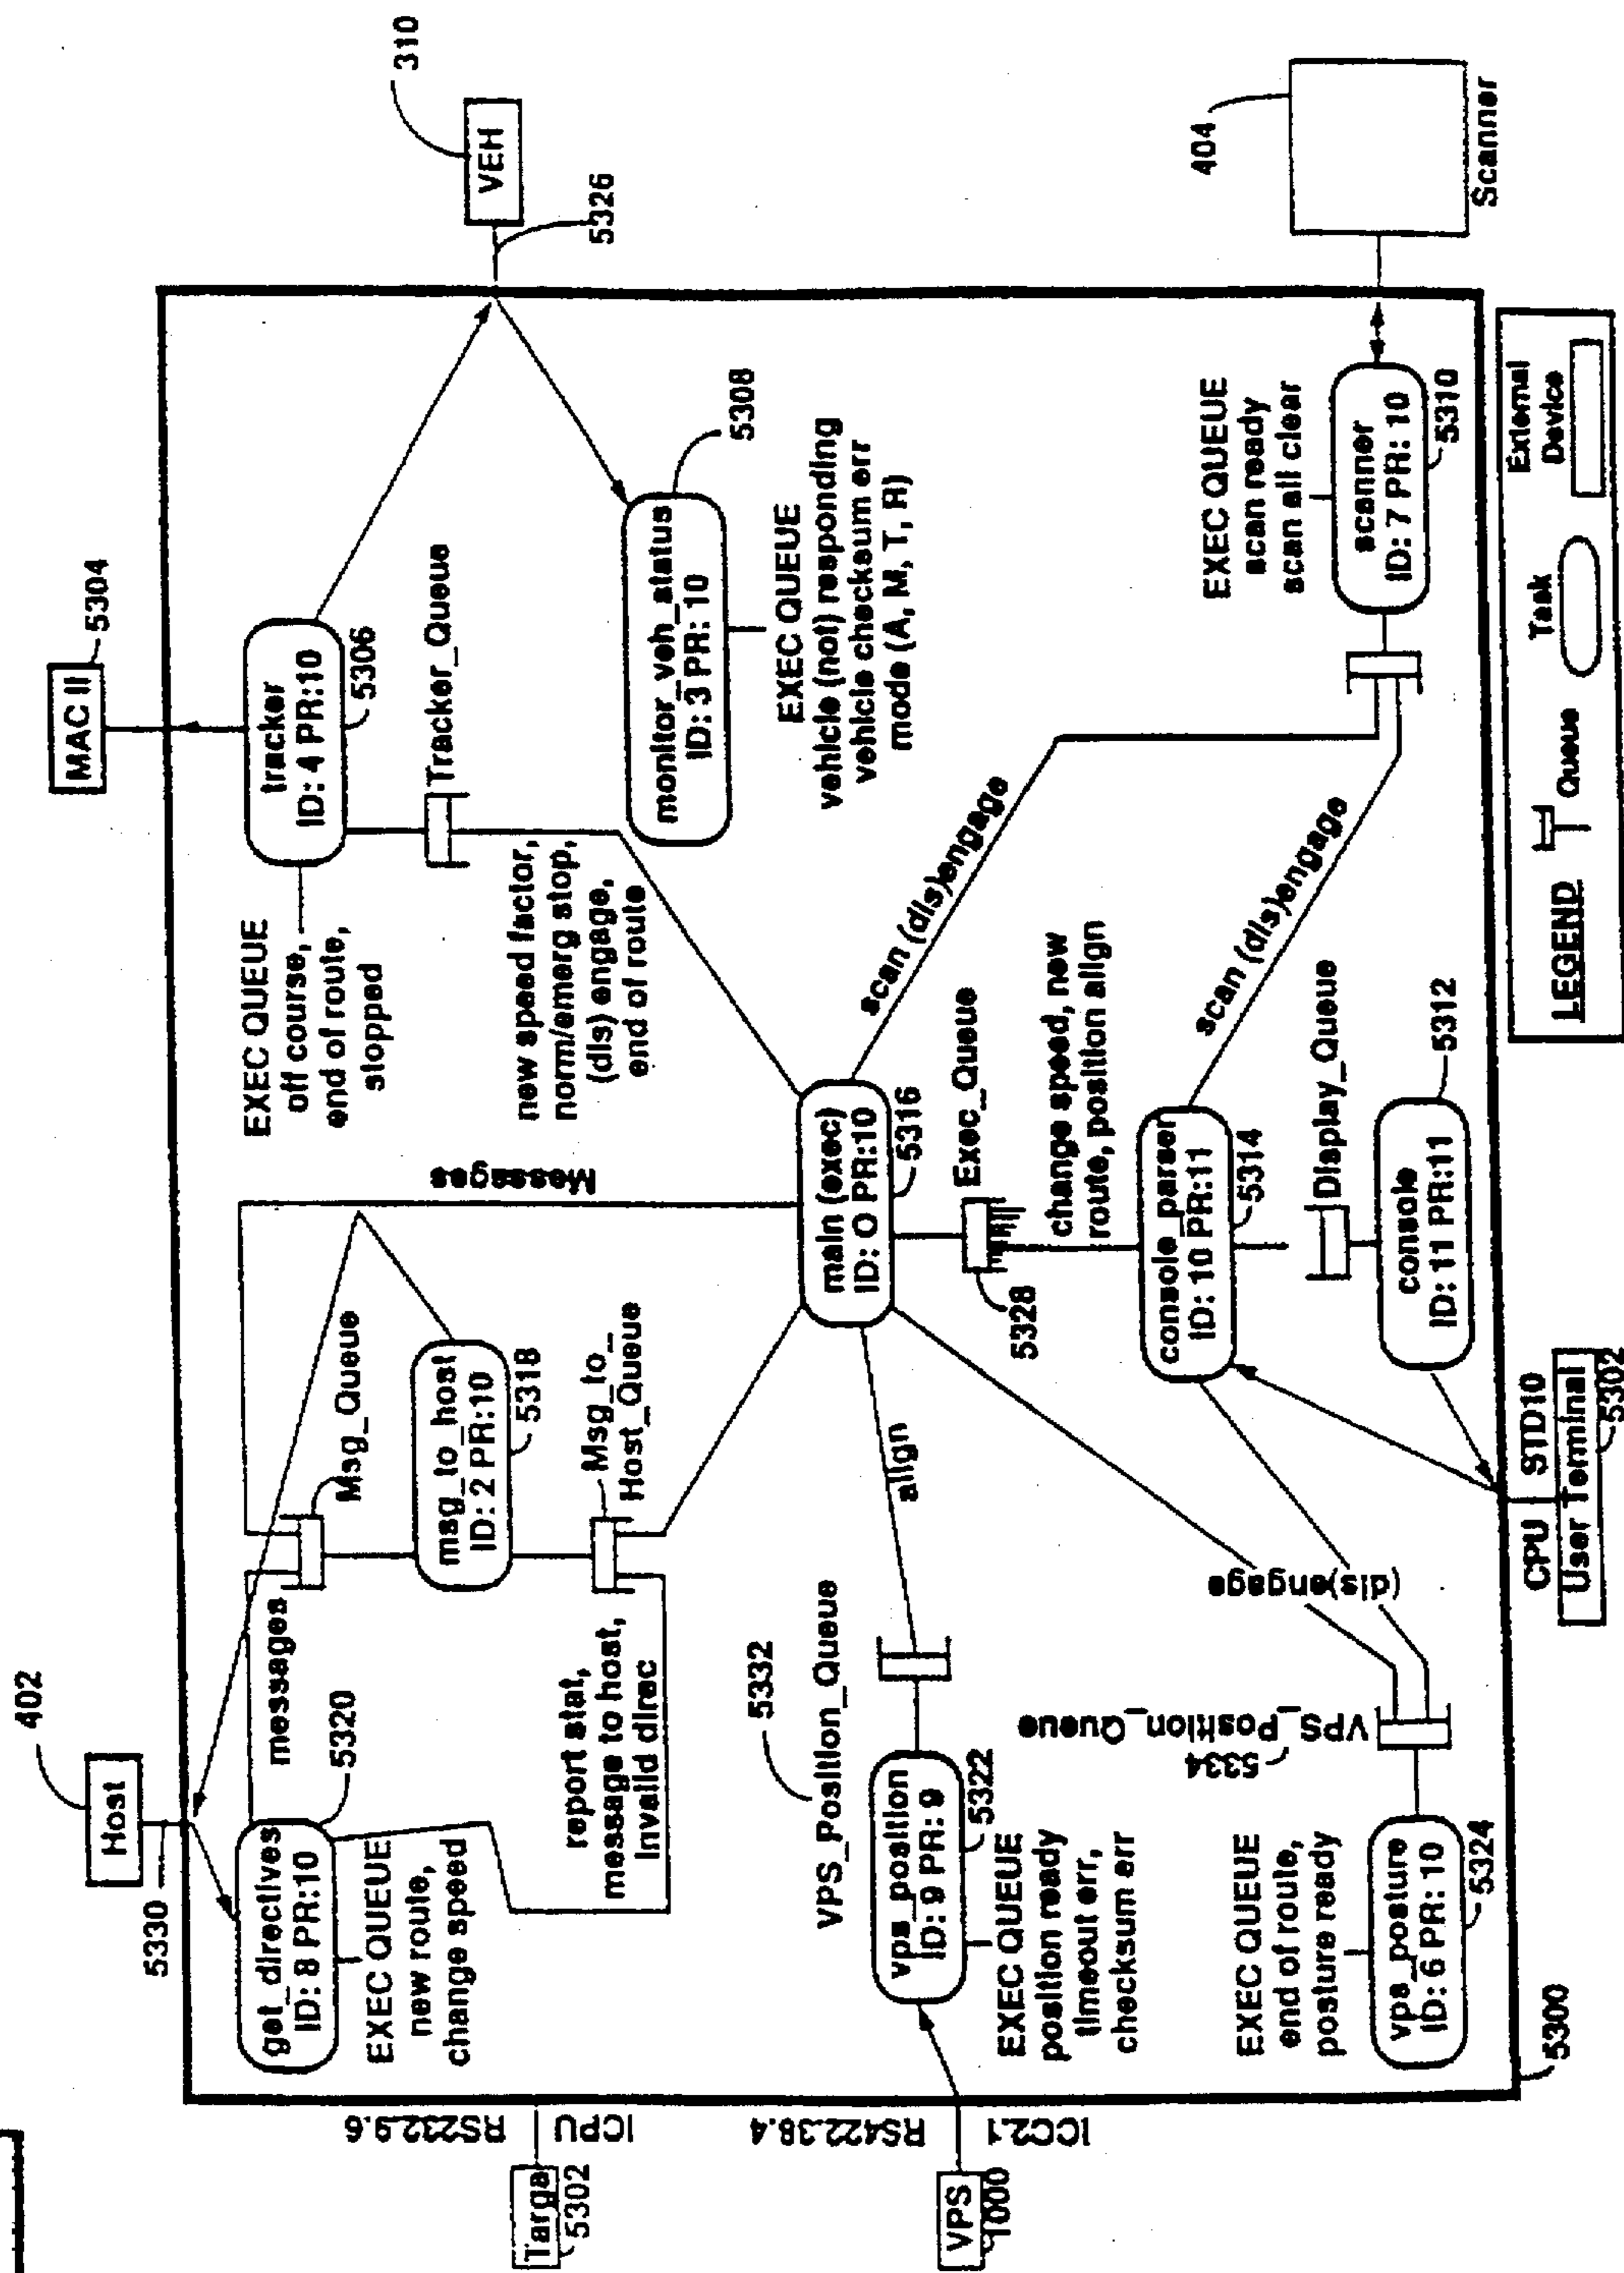 402
Host
5330
MAC II
5304
310
VEH
5326
404
Scanner
get_directives
ID: 8 PR:10
5320
EXEC QUEUE
new route,
change speed
messages
Msg_Queue
msg_to_host
ID: 2 PR:10
5318
Msg_to_
Host_Queue
report stat,
message to host,
invalid direc
Messages
EXEC QUEUE
off course,
end of route,
stopped
tracker
ID: 4 PR:10
5306
Tracker_Queue
new speed factor,
norm/emerg stop,
(dis) engage,
end of route
monitor_veh_status
ID: 3 PR: 10
5308
EXEC QUEUE
vehicle (not) responding
vehicle checksum err
mode (A, M, T, R)
main (exec)
ID: O PR:10
5316
Exec_Queue
5328
align
VPS_Position_Queue
5332
vps_position
ID: 9 PR: 9
5322
EXEC QUEUE
position ready
timeout err,
checksum err
change speed, new
route, position align
scan (dis)engage
scan (dis)engage
console_parser
ID: 10 PR:11
5314
Display_Queue
console
ID: 11 PR:11
5312
(dis)engage
VPS_Position_Queue
5334
EXEC QUEUE
end of route,
posture ready
vps_posture
ID: 6 PR: 10
5324
EXEC QUEUE
scan ready
scan all clear
scanner
ID: 7 PR: 10
5310
RS232.9.6
ICPU
Targa
5302
RS422.38.4
ICC2.1
VPS
1000
5300
CPU STD10
User Terminal
5302
LEGEND
Queue
Task
External
Device